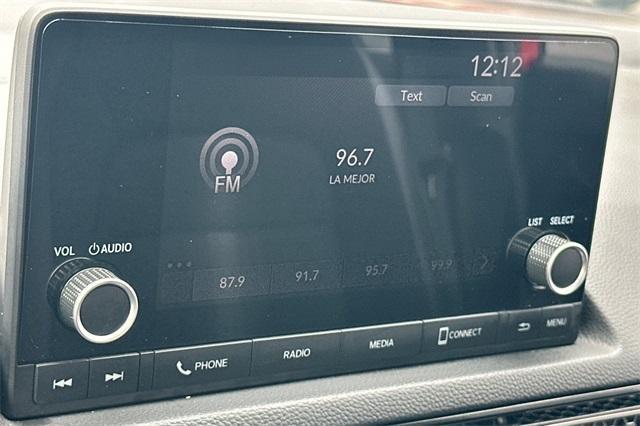 12:12
Text Scan
96.7
FM
LA MEJOR
LIST SELECT
VOL AUDIO
87.9 91.7 95.7 99.9
PHONE RADIO MEDIA CONNECT MENU